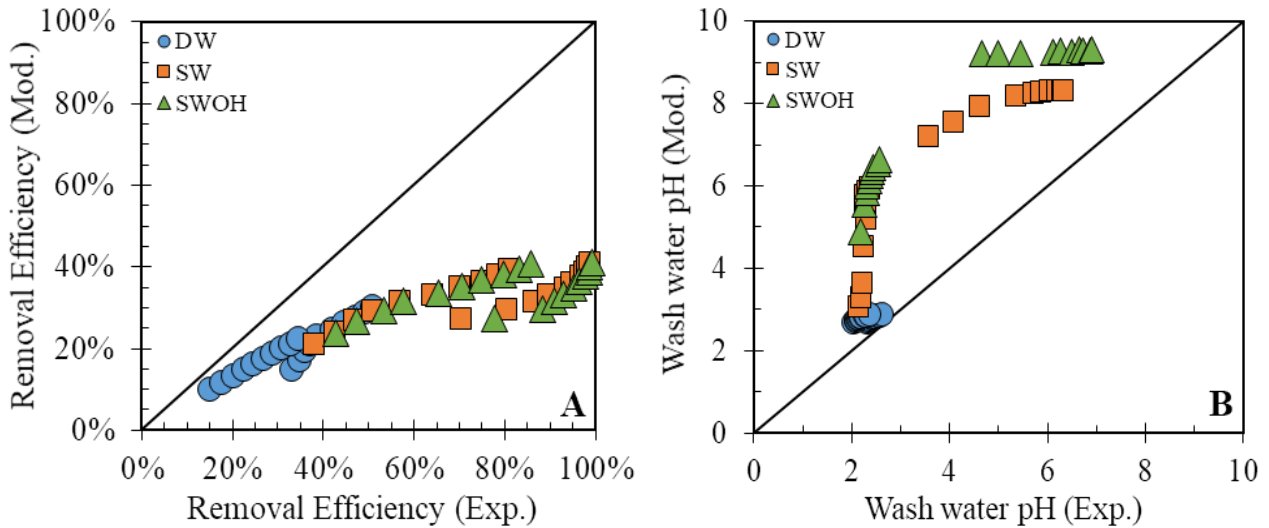 100%
80%
60%
40%
20%
0%
Removal Efficiency (Mod.)
DW
SW
SWOH
A
0% 20% 40% 60% 80% 100%
Removal Efficiency (Exp.)
10
8
6
4
2
0
Wash water pH (Mod.)
DW
SW
SWOH
B
0 2 4 6 8 10
Wash water pH (Exp.)